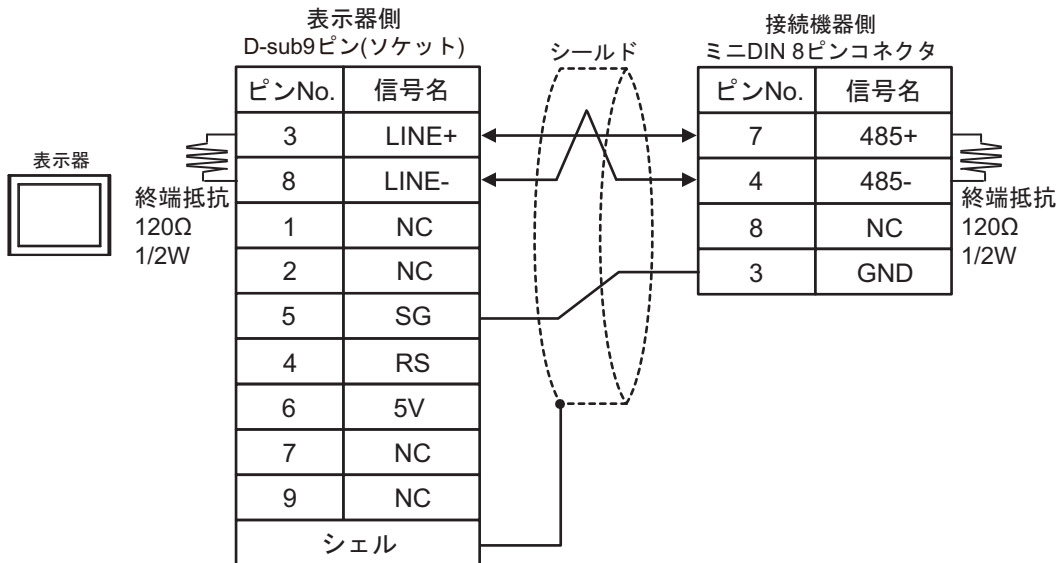 表示器側
D-sub9ピン(ソケット)
シールド
接続機器側
ミニDIN 8ピンコネクタ
ピンNo. 信号名
3 LINE+
8 LINE-
1 NC
2 NC
5 SG
4 RS
6 5V
7 NC
9 NC
シェル
ピンNo. 信号名
7 485+
4 485-
8 NC
3 GND
表示器
終端抵抗
120Ω
1/2W
終端抵抗
120Ω
1/2W